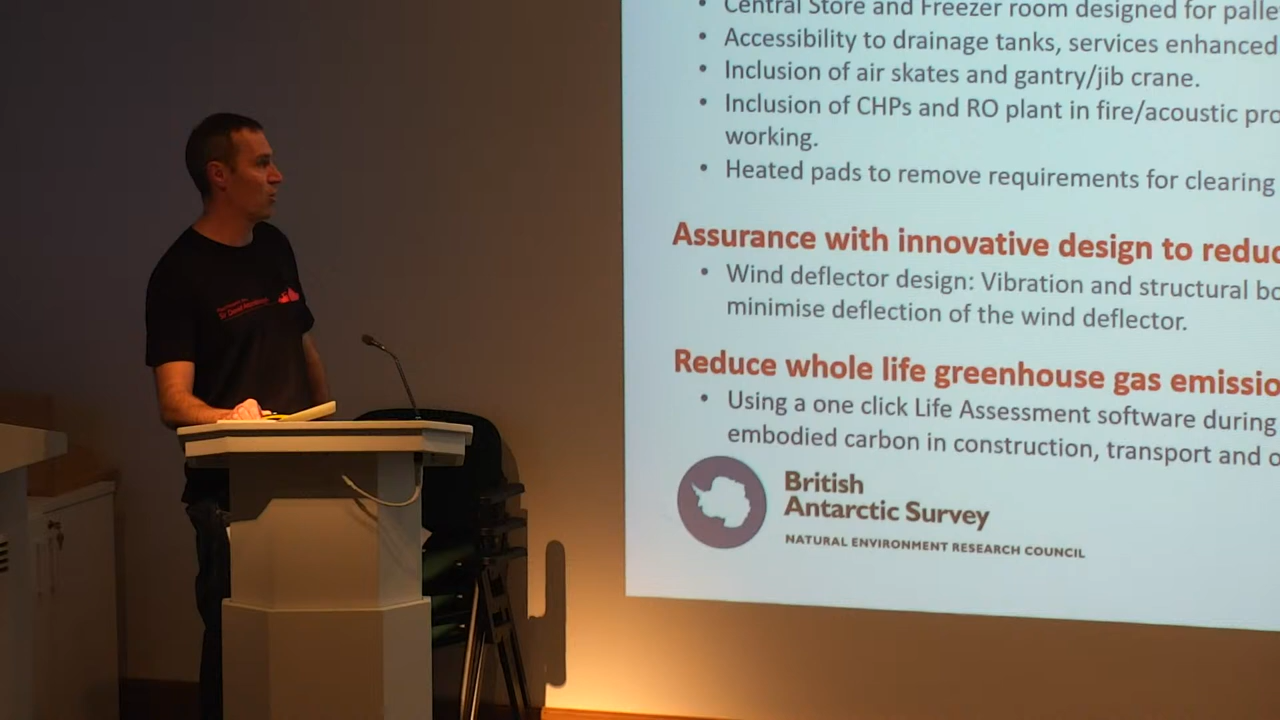 • Central Store and Freezer room designed for palle
• Accessibility to drainage tanks, services enhanced
• Inclusion of air skates and gantry/jib crane.
• Inclusion of CHPs and RO plant in fire/acoustic pro
working.
• Heated pads to remove requirements for clearing
Assurance with innovative design to reduc
• Wind deflector design: Vibration and structural bo
minimise deflection of the wind deflector.
Reduce whole life greenhouse gas emissio
• Using a one click Life Assessment software during
embodied carbon in construction, transport and o
British
Antarctic Survey
NATURAL ENVIRONMENT RESEARCH COUNCIL
Sir David Attenborough